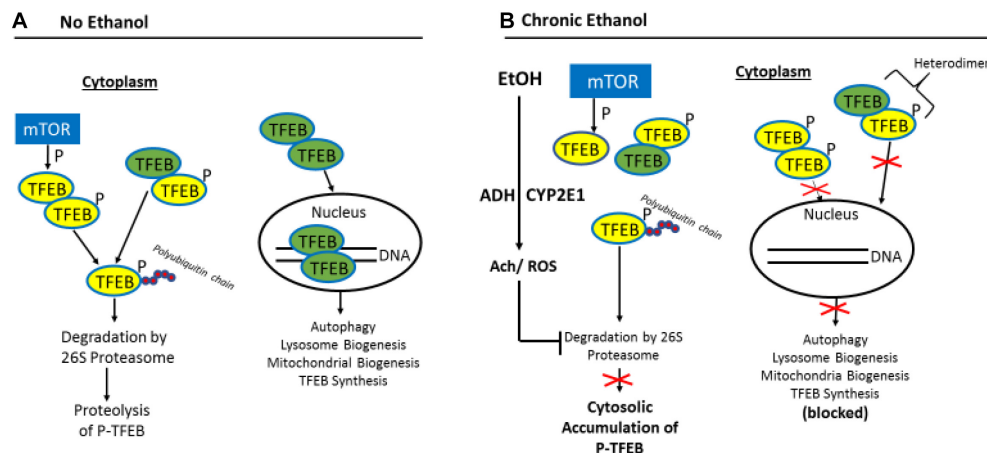 A
No Ethanol
Cytoplasm
mTOR
P
TFEB
TFEB
P
TFEB
TFEB
P
TFEB
P
Polyubiquitin chain
Degradation by
26S Proteasome
Proteolysis
of P-TFEB
TFEB
TFEB
Nucleus
TFEB
TFEB
DNA
Autophagy
Lysosome Biogenesis
Mitochondrial Biogenesis
TFEB Synthesis
B
Chronic Ethanol
EtOH
ADH
CYP2E1
Ach/ ROS
mTOR
P
TFEB
TFEB
P
TFEB
TFEB
P
Polyubiquitin chain
Degradation by 26S
Proteasome
Cytosolic
Accumulation of
P-TFEB
Cytoplasm
Heterodimer
TFEB
P
TFEB
TFEB
TFEB
P
Nucleus
DNA
Autophagy
Lysosome Biogenesis
Mitochondria Biogenesis
TFEB Synthesis
(blocked)